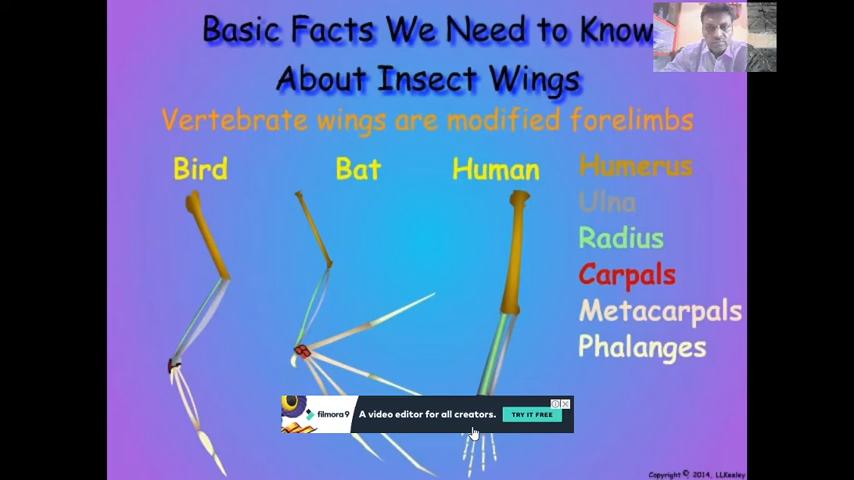 Basic Facts We Need to Know
About Insect Wings
Vertebrate wings are modified forelimbs
Bird Bat Human
Humerus
Ulna
Radius
Carpals
Metacarpals
Phalanges
filmora9 A video editor for all creators. TRY IT FREE
Copyright © 2014, LLKeeley